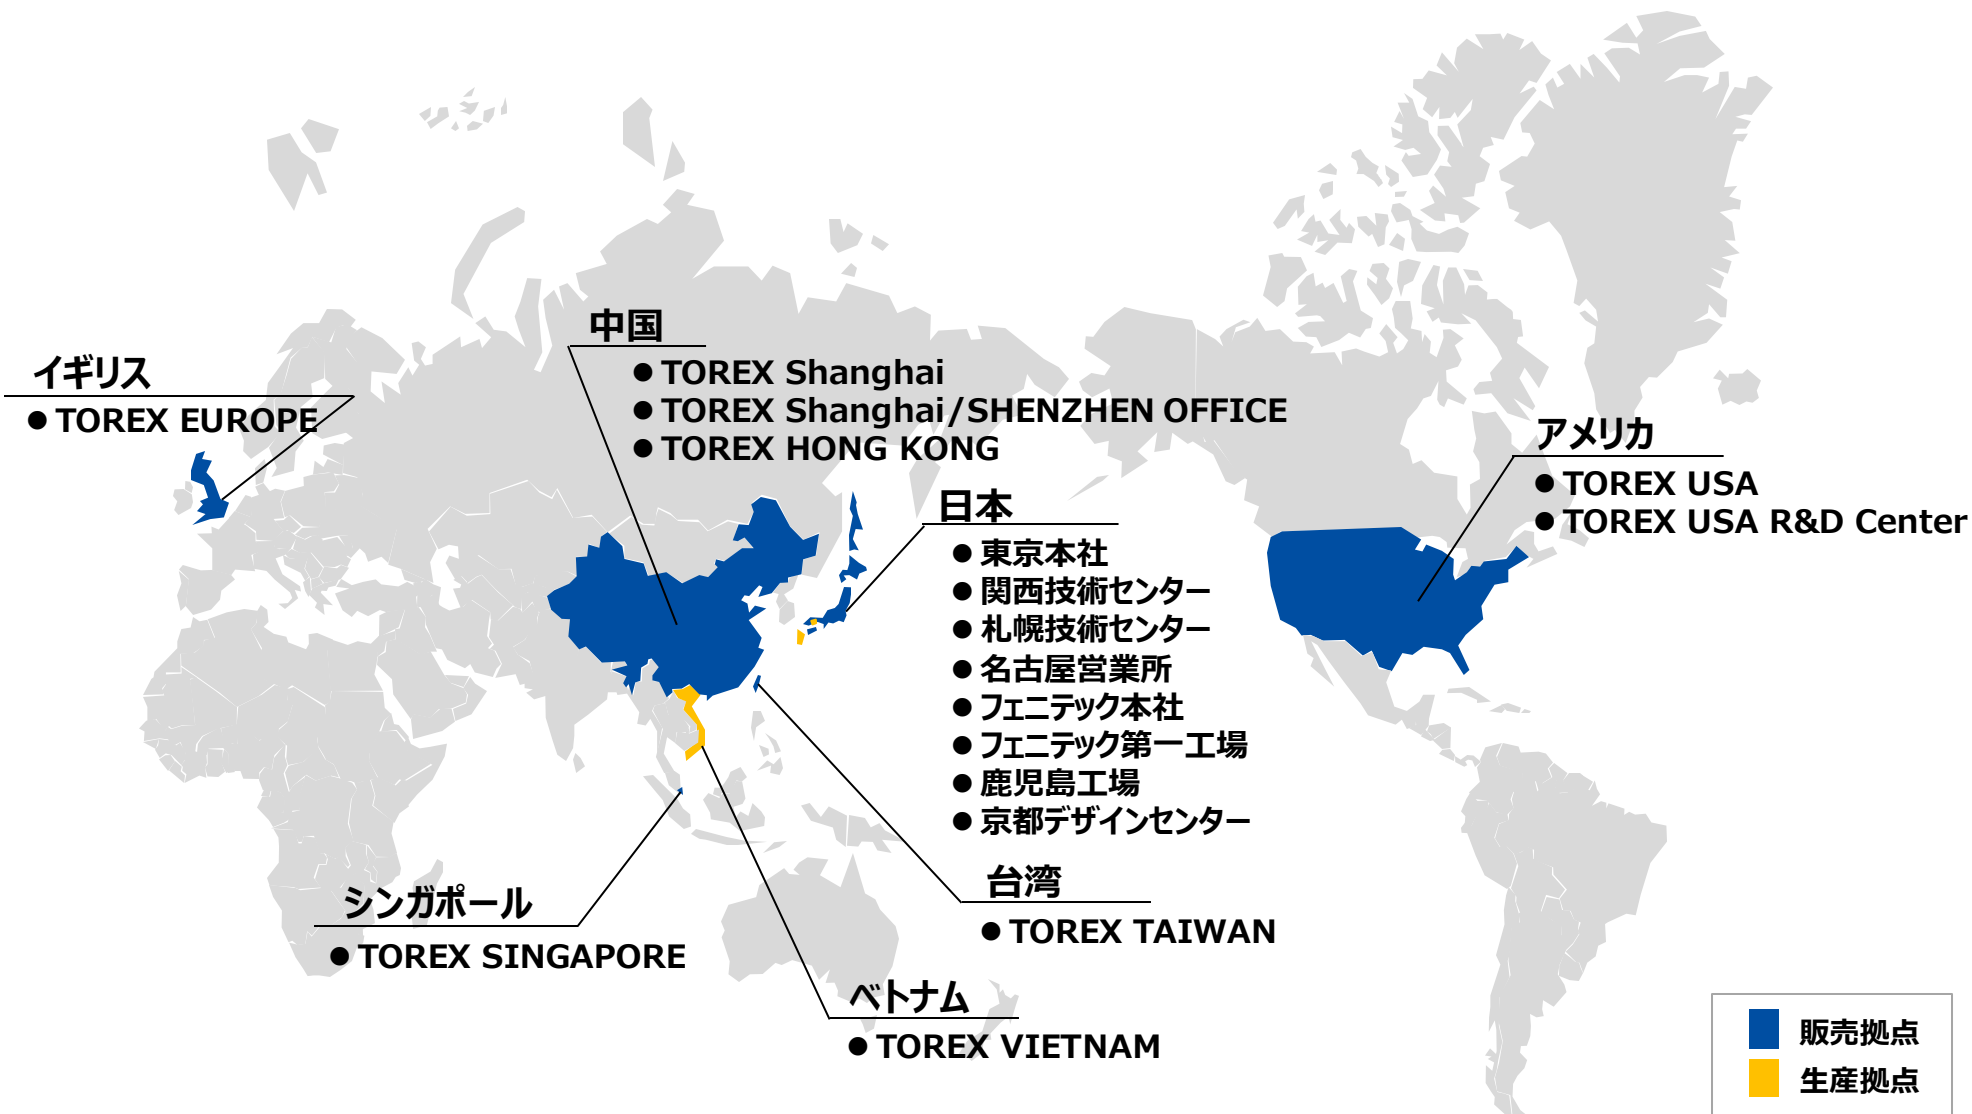 中国
● TOREX Shanghai
● TOREX Shanghai/SHENZHEN OFFICE
● TOREX HONG KONG
イギリス
● TOREX EUROPE
アメリカ
● TOREX USA
● TOREX USA R&D Center
日本
● 東京本社
● 関西技術センター
● 札幌技術センター
● 名古屋営業所
● フェニテック本社
● フェニテック第一工場
● 鹿児島工場
● 京都デザインセンター
台湾
● TOREX TAIWAN
シンガポール
● TOREX SINGAPORE
ベトナム
● TOREX VIETNAM
販売拠点
生産拠点